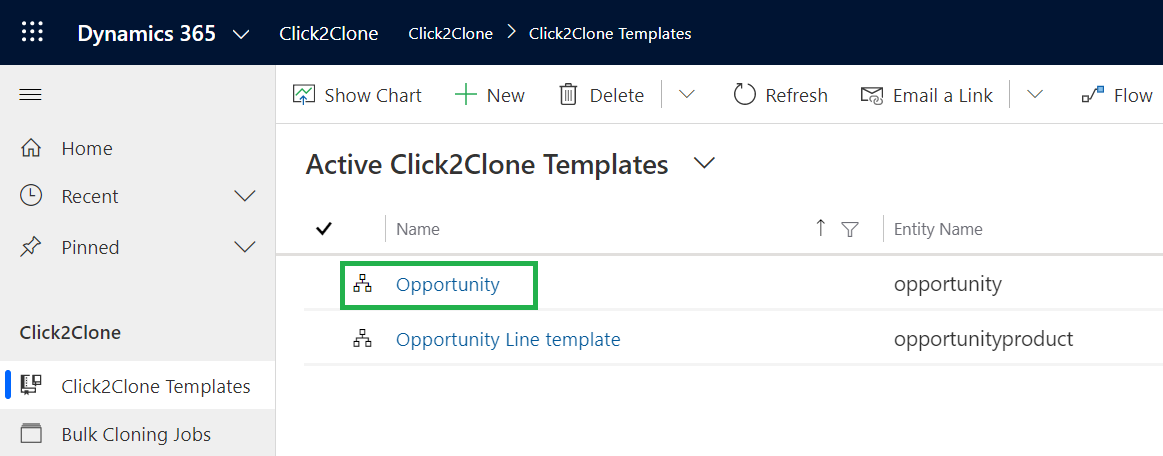 Dynamics 365 Click2Clone Click2Clone > Click2Clone Templates
Show Chart New Delete Refresh Email a Link Flow
Home
Recent
Pinned
Active Click2Clone Templates
Name Entity Name
Opportunity opportunity
Opportunity Line template opportunityproduct
Click2Clone
Click2Clone Templates
Bulk Cloning Jobs